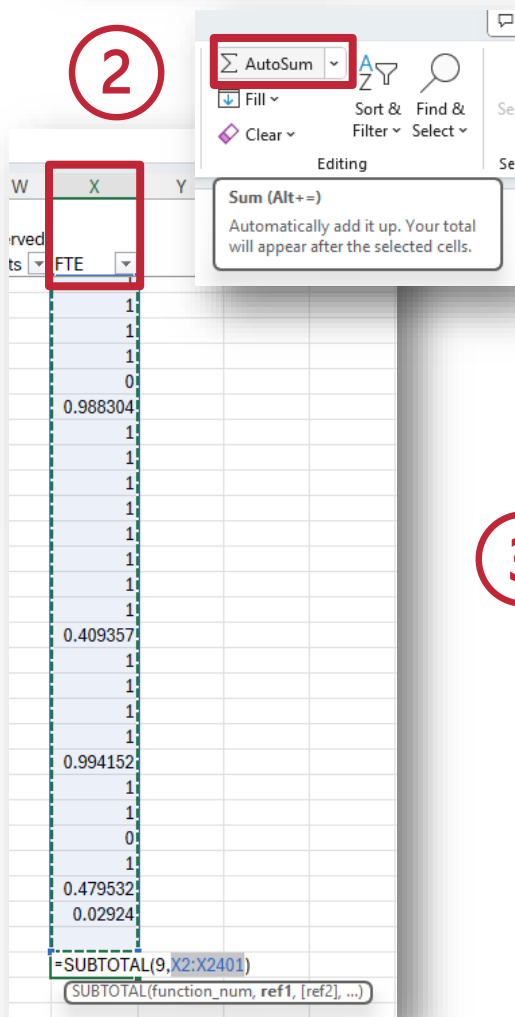 2
AutoSum
Fill
Clear
Sort &
Filter
Find &
Select
Se
Editing
Se
Sum (Alt+=)
Automatically add it up. Your total
will appear after the selected cells.
W X Y
rved
ts FTE
1
1
1
1
0
0.988304
1
1
1
1
1
1
1
1
0.409357
1
1
1
1
0.994152
1
1
0
1
0.479532
0.02924
=SUBTOTAL(9,X2:X2401)
SUBTOTAL(function_num, ref1, [ref2], ...)